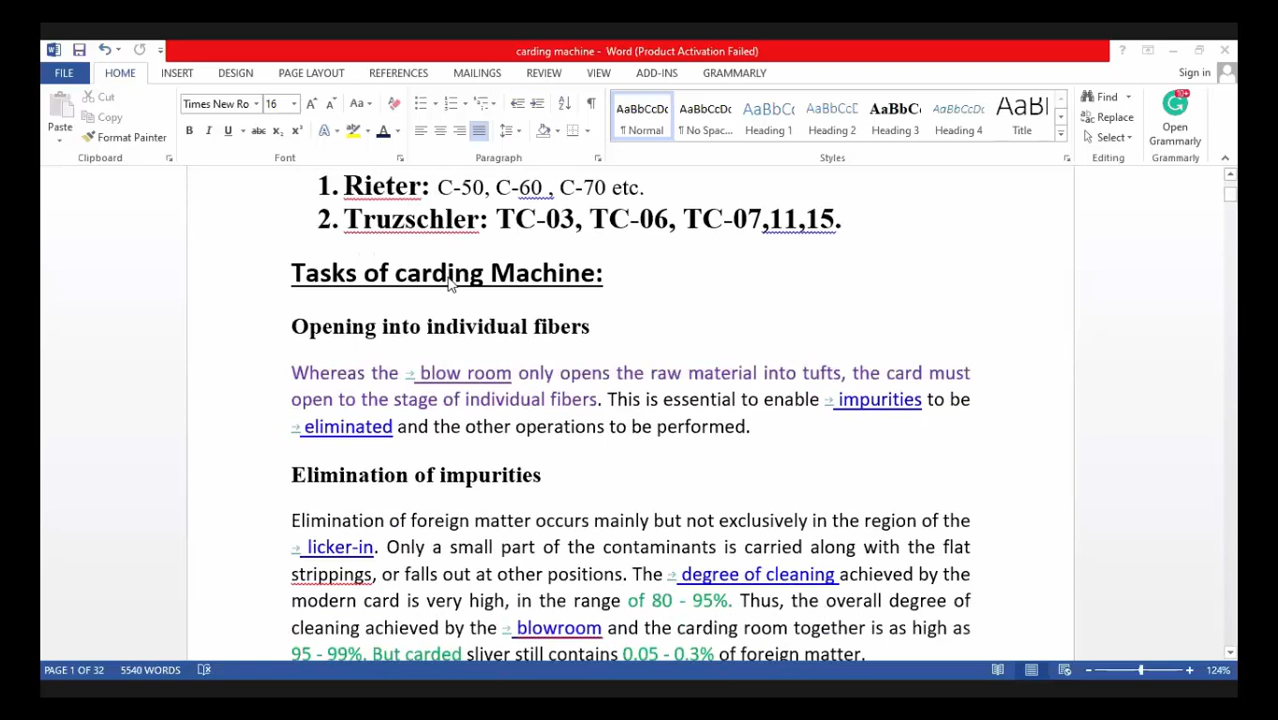 carding machine - Word (Product Activation Failed)
Sign in
FILE HOME INSERT DESIGN PAGE LAYOUT REFERENCES MAILINGS REVIEW VIEW ADD-INS GRAMMARLY
Paste
Cut
Copy
Format Painter
Clipboard
Times New Ro 16
Font
Paragraph
AaBbCcDc AaBbCcDc AaBbC( AaBbCcD AaBbC AaBbCcDc AaBl
¶ Normal ¶ No Spac... Heading 1 Heading 2 Heading 3 Heading 4 Title
Styles
Find
Replace
Select
Editing
Open
Grammarly
Grammarly
1. Rieter: C-50, C-60 , C-70 etc.
2. Truzschler: TC-03, TC-06, TC-07,11,15.
Tasks of carding Machine:
Opening into individual fibers
Whereas the → blow room only opens the raw material into tufts, the card must
open to the stage of individual fibers. This is essential to enable → impurities to be
→ eliminated and the other operations to be performed.
Elimination of impurities
Elimination of foreign matter occurs mainly but not exclusively in the region of the
→ licker-in. Only a small part of the contaminants is carried along with the flat
strippings, or falls out at other positions. The → degree of cleaning achieved by the
modern card is very high, in the range of 80 - 95%. Thus, the overall degree of
cleaning achieved by the → blowroom and the carding room together is as high as
95 - 99%. But carded sliver still contains 0.05 - 0.3% of foreign matter.
PAGE 1 OF 32 5540 WORDS 124%